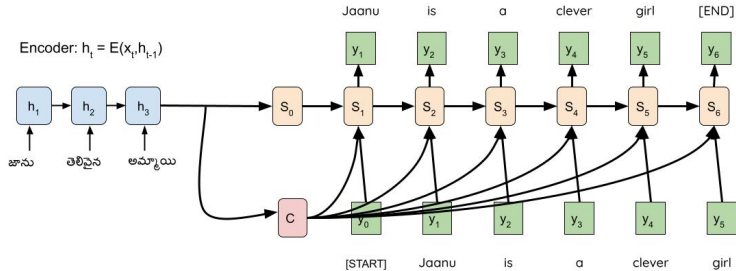 Jaanu is a clever girl [END]
Encoder: hₜ = E(xₜ,hₜ₋₁)
y₁ y₂ y₃ y₄ y₅ y₆
h₁ h₂ h₃ S₀ S₁ S₂ S₃ S₄ S₅ S₆
జాను తెలివైన అమ్మాయి
C y₀ y₁ y₂ y₃ y₄ y₅
[START] Jaanu is a clever girl